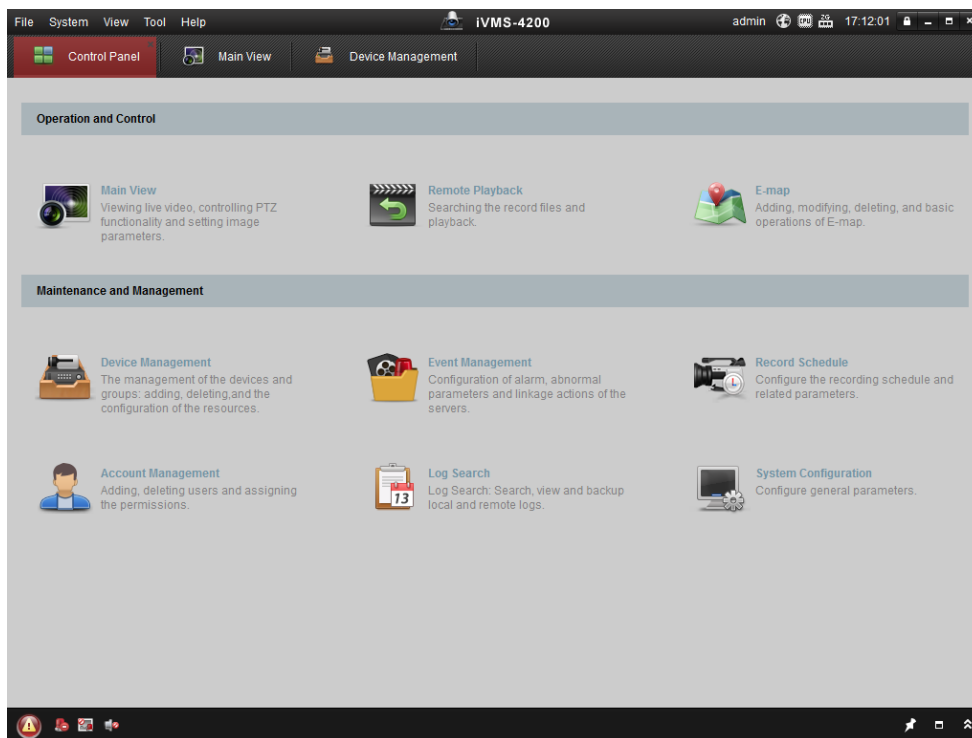 File System View Tool Help iVMS-4200 admin 17:12:01
Control Panel Main View Device Management
Operation and Control
Main View
Viewing live video, controlling PTZ
functionality and setting image
parameters.
Remote Playback
Searching the record files and
playback.
E-map
Adding, modifying, deleting, and basic
operations of E-map.
Maintenance and Management
Device Management
The management of the devices and
groups: adding, deleting,and the
configuration of the resources.
Event Management
Configuration of alarm, abnormal
parameters and linkage actions of the
servers.
Record Schedule
Configure the recording schedule and
related parameters.
Account Management
Adding, deleting users and assigning
the permissions.
13
Log Search
Log Search: Search, view and backup
local and remote logs.
System Configuration
Configure general parameters.